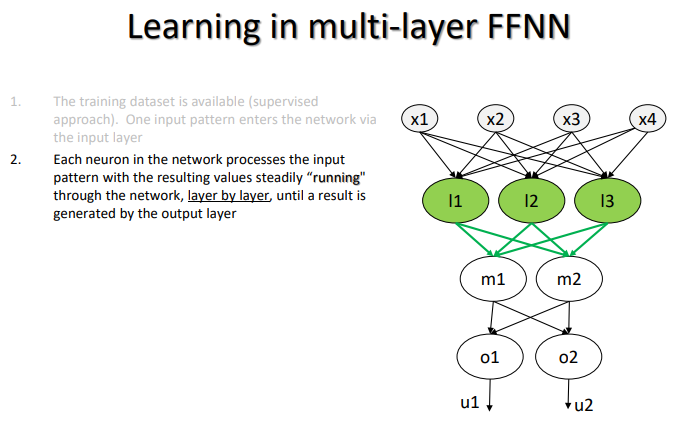 Learning in multi-layer FFNN
1. The training dataset is available (supervised
approach). One input pattern enters the network via
the input layer
2. Each neuron in the network processes the input
pattern with the resulting values steadily “running"
through the network, layer by layer, until a result is
generated by the output layer
x1 x2 x3 x4
l1 l2 l3
m1 m2
o1 o2
u1 u2